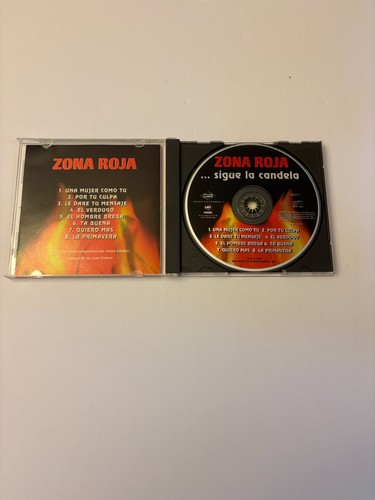 ZONA ROJA
1. UNA MUJER COMO TU
2. POR TU CULPA
3. LE DARE TU MENSAJE
4. EL VERDUGO
5. EL HOMBRE BREGA
6. TA BUENA
7. QUIERO MAS
8. LA PRIMAVERA
ZONA ROJA
... sigue la candela
1. UNA MUJER COMO TU 2. POR TU CULPA
3. LE DARE TU MENSAJE 4. EL VERDUGO
5. EL HOMBRE BREGA 6. TA BUENA
7. QUIERO MAS 8. LA PRIMAVERA